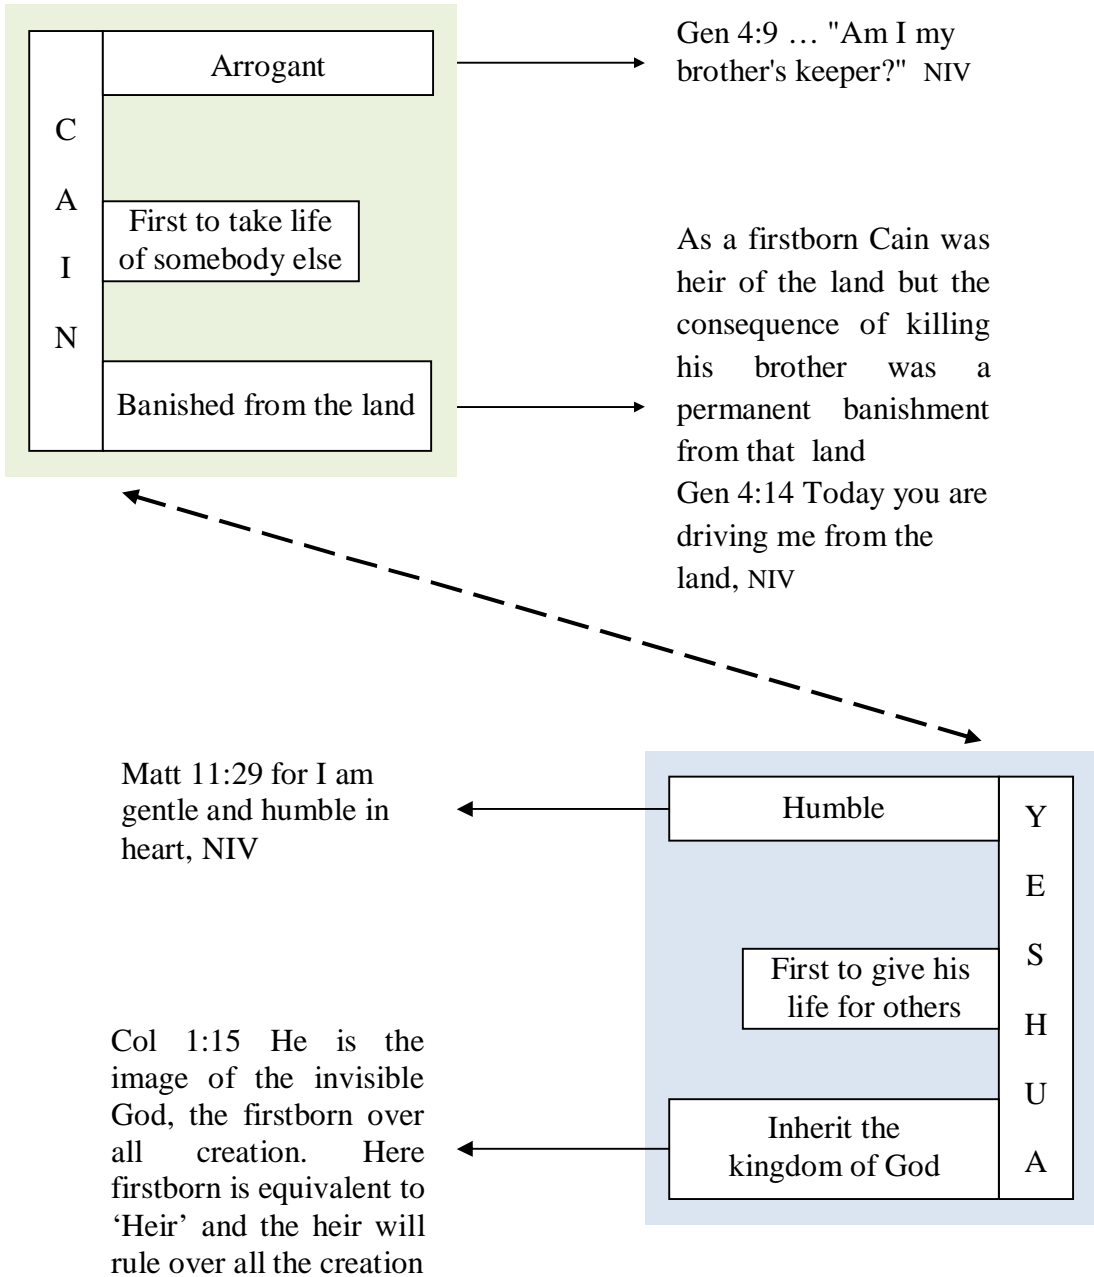 Arrogant
C
A
I
N
First to take life
of somebody else
Banished from the land
Gen 4:9 … "Am I my
brother's keeper?" NIV
As a firstborn Cain was
heir of the land but the
consequence of killing
his brother was a
permanent banishment
from that land
Gen 4:14 Today you are
driving me from the
land, NIV
Matt 11:29 for I am
gentle and humble in
heart, NIV
Col 1:15 He is the
image of the invisible
God, the firstborn over
all creation. Here
firstborn is equivalent to
‘Heir’ and the heir will
rule over all the creation
Humble
First to give his
life for others
Inherit the
kingdom of God
Y
E
S
H
U
A